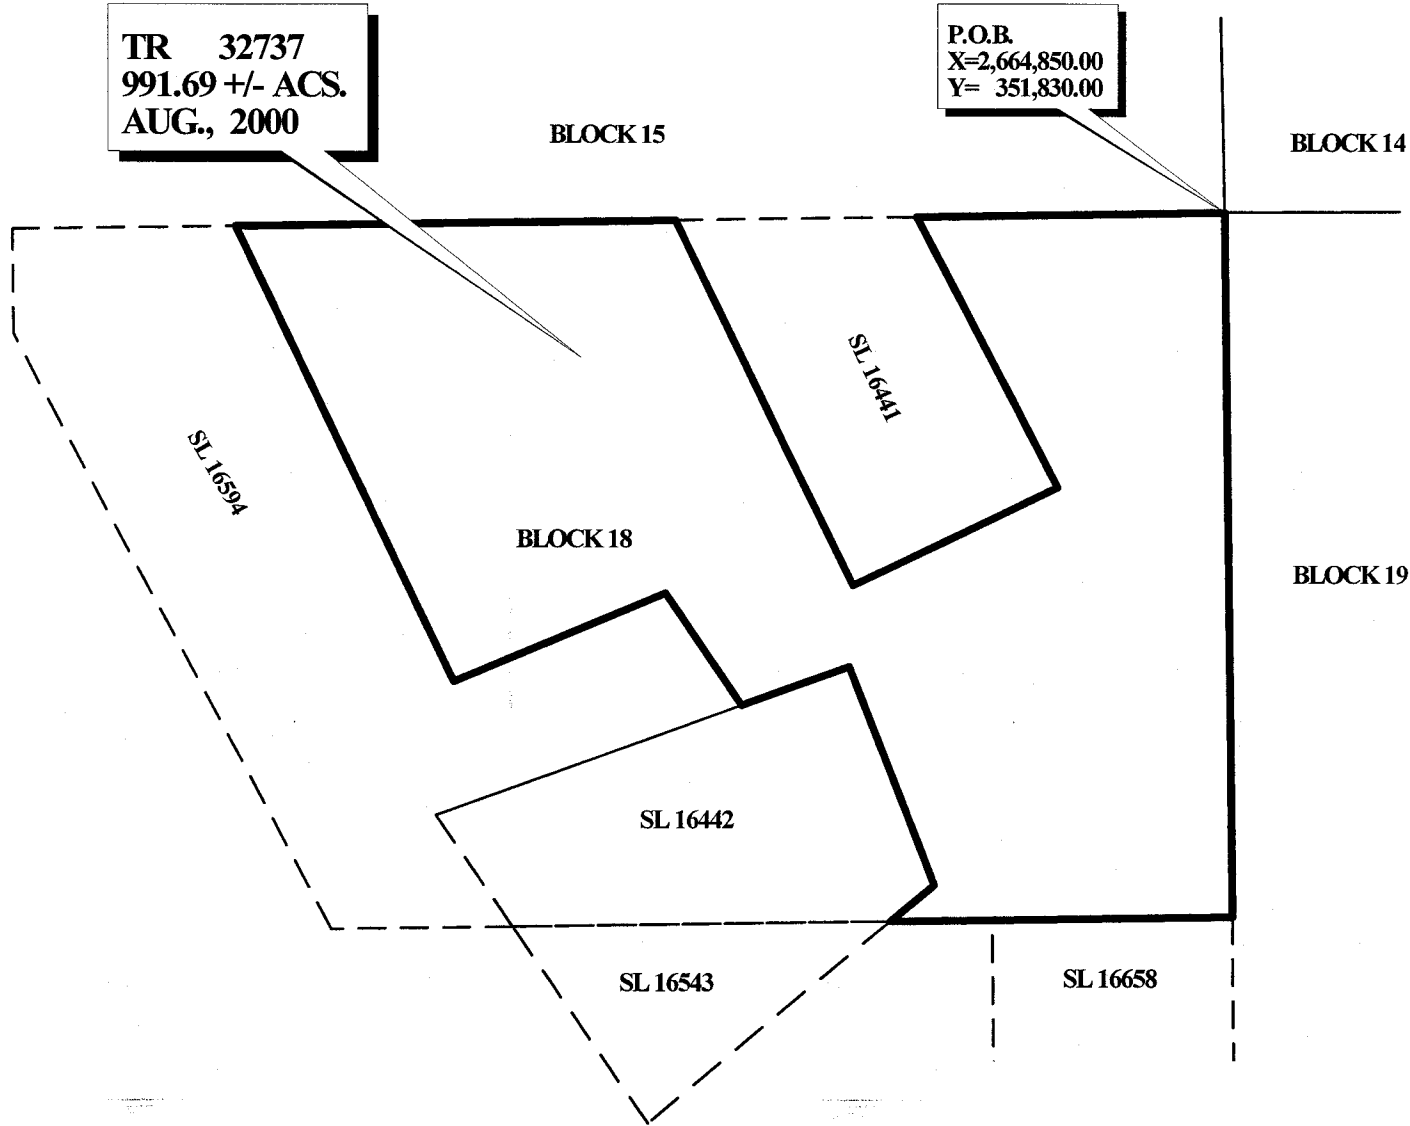 TR 32737
991.69 +/- ACS.
AUG., 2000
P.O.B.
X=2,664,850.00
Y= 351,830.00
BLOCK 15
BLOCK 14
SL 16441
SL 16594
BLOCK 18
BLOCK 19
SL 16442
SL 16543
SL 16658